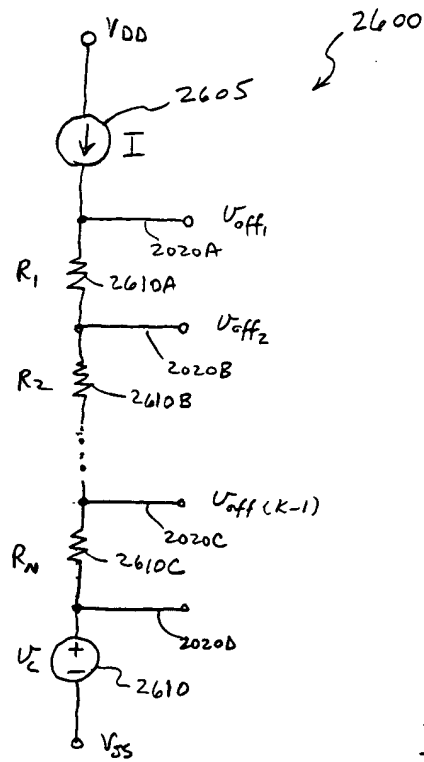 2600
VDD
2605
I
Voff1
2020A
R1
2610A
Voff2
2020B
R2
2610B
Voff(K-1)
2020C
RN
2610C
2020D
Vc
2610
VSS